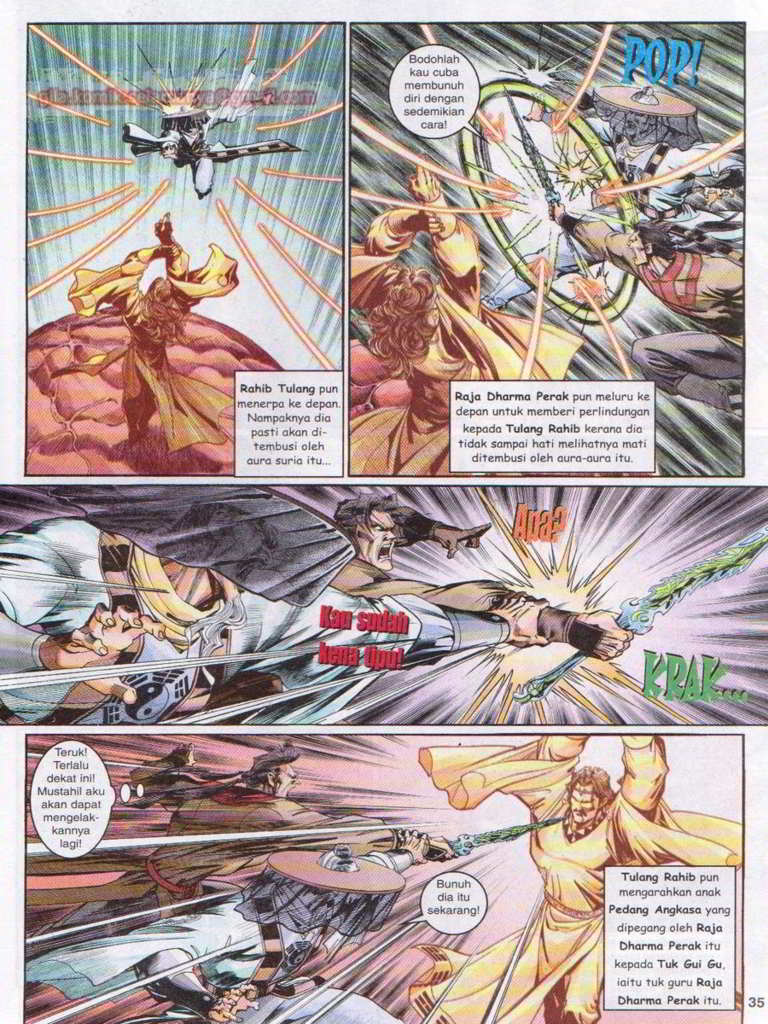 Rahib Tulang pun
menerpa ke depan.
Nampaknya dia
pasti akan di-
tembusi oleh
aura suria itu...
Bodohlah
kau cuba
membunuh
diri dengan
sedemikian
cara!
POP!
Raja Dharma Perak pun meluru ke
depan untuk memberi perlindungan
kepada Tulang Rahib kerana dia
tidak sampai hati melihatnya mati
ditembusi oleh aura-aura itu.
Apa?
Kau sudah
kena tipu!
KRAK...
Teruk!
Terlalu
dekat ini!
Mustahil aku
akan dapat
mengelak-
kannya
lagi!
Bunuh
dia itu
sekarang!
Tulang Rahib pun
mengarahkan anak
Pedang Angkasa yang
dipegang oleh Raja
Dharma Perak itu
kepada Tuk Gui Gu,
iaitu tuk guru Raja
Dharma Perak itu.
35